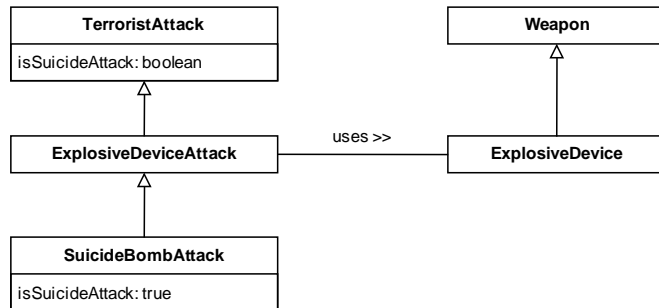 TerroristAttack
isSuicideAttack: boolean
Weapon
ExplosiveDeviceAttack
uses >>
ExplosiveDevice
SuicideBombAttack
isSuicideAttack: true